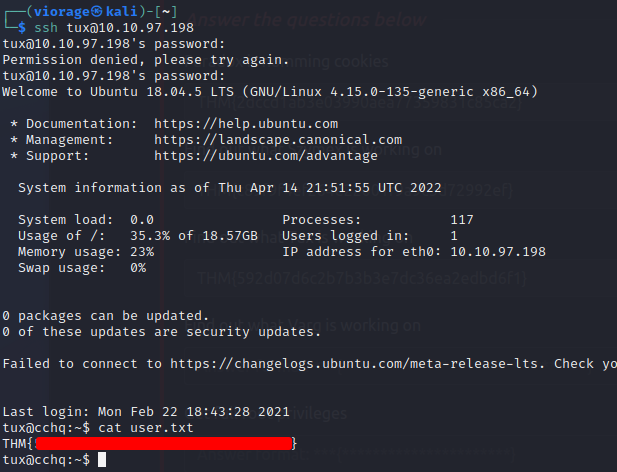 ┌──(viorage㉿kali)-[~]
└─$ ssh tux@10.10.97.198
tux@10.10.97.198's password:
Permission denied, please try again.
tux@10.10.97.198's password:
Welcome to Ubuntu 18.04.5 LTS (GNU/Linux 4.15.0-135-generic x86_64)
* Documentation:  https://help.ubuntu.com
* Management:     https://landscape.canonical.com
* Support:        https://ubuntu.com/advantage
System information as of Thu Apr 14 21:51:55 UTC 2022
System load:  0.0                Processes:           117
Usage of /:   35.3% of 18.57GB   Users logged in:     1
Memory usage: 23%                IP address for eth0: 10.10.97.198
Swap usage:   0%
0 packages can be updated.
0 of these updates are security updates.
Failed to connect to https://changelogs.ubuntu.com/meta-release-lts. Check yo
Last login: Mon Feb 22 18:43:28 2021
tux@cchq:~$ cat user.txt
THM{ }
tux@cchq:~$
Answer the questions below
mming cookies
orking on
72992ef}
THM{592d07d6c2b7b3b3e7dc36ea2edbd6f1}
is working on
privileges